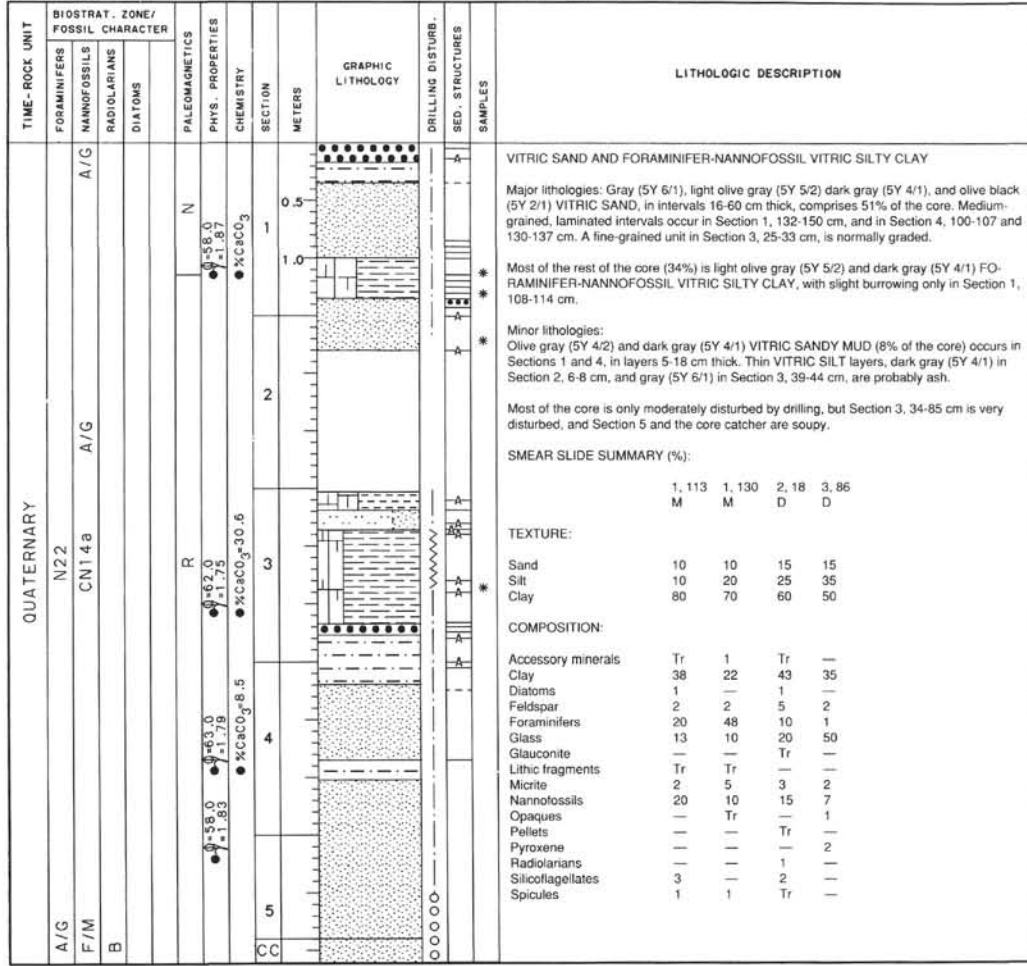 TIME-ROCK UNIT
BIOSTRAT. ZONE/
FOSSIL CHARACTER
FORAMINIFERS
NANNOFOSSILS
RADIOLARIANS
DIATOMS
PALEOMAGNETICS
PHYS. PROPERTIES
CHEMISTRY
SECTION
METERS
GRAPHIC
LITHOLOGY
DRILLING DISTURB.
SED. STRUCTURES
SAMPLES
LITHOLOGIC DESCRIPTION
QUATERNARY
N22
A/G
A/G
A/G
CN14a
F/M
B
N
R
Ø=58.0
γ=1.87
Ø=62.0
γ=1.75
Ø=63.0
γ=1.79
Ø=58.0
γ=1.83
%CaCO3
%CaCO3=30.6
%CaCO3=8.5
1
2
3
4
5
CC
0.5
1.0
A
A
A
A
A
A A
A
A
A
A
*
*
*
*
VITRIC SAND AND FORAMINIFER-NANNOFOSSIL VITRIC SILTY CLAY
Major lithologies: Gray (5Y 6/1), light olive gray (5Y 5/2) dark gray (5Y 4/1), and olive black
(5Y 2/1) VITRIC SAND, in intervals 16-60 cm thick, comprises 51% of the core. Medium-
grained, laminated intervals occur in Section 1, 132-150 cm, and in Section 4, 100-107 and
130-137 cm. A fine-grained unit in Section 3, 25-33 cm, is normally graded.
Most of the rest of the core (34%) is light olive gray (5Y 5/2) and dark gray (5Y 4/1) FO-
RAMINIFER-NANNOFOSSIL VITRIC SILTY CLAY, with slight burrowing only in Section 1,
108-114 cm.
Minor lithologies:
Olive gray (5Y 4/2) and dark gray (5Y 4/1) VITRIC SANDY MUD (8% of the core) occurs in
Sections 1 and 4, in layers 5-18 cm thick. Thin VITRIC SILT layers, dark gray (5Y 4/1) in
Section 2, 6-8 cm, and gray (5Y 6/1) in Section 3, 39-44 cm, are probably ash.
Most of the core is only moderately disturbed by drilling, but Section 3, 34-85 cm is very
disturbed, and Section 5 and the core catcher are soupy.
SMEAR SLIDE SUMMARY (%):
1, 113 1, 130 2, 18 3, 86
M M D D
TEXTURE:
Sand 10 10 15 15
Silt 10 20 25 35
Clay 80 70 60 50
COMPOSITION:
Accessory minerals Tr 1 Tr —
Clay 38 22 43 35
Diatoms 1 — 1 —
Feldspar 2 2 5 2
Foraminifers 20 48 10 1
Glass 13 10 20 50
Glauconite — — Tr —
Lithic fragments Tr Tr — —
Micrite 2 5 3 2
Nannofossils 20 10 15 7
Opaques — Tr — 1
Pellets — — Tr —
Pyroxene — — — 2
Radiolarians — — 1 —
Silicoflagellates 3 — 2 —
Spicules 1 1 Tr —